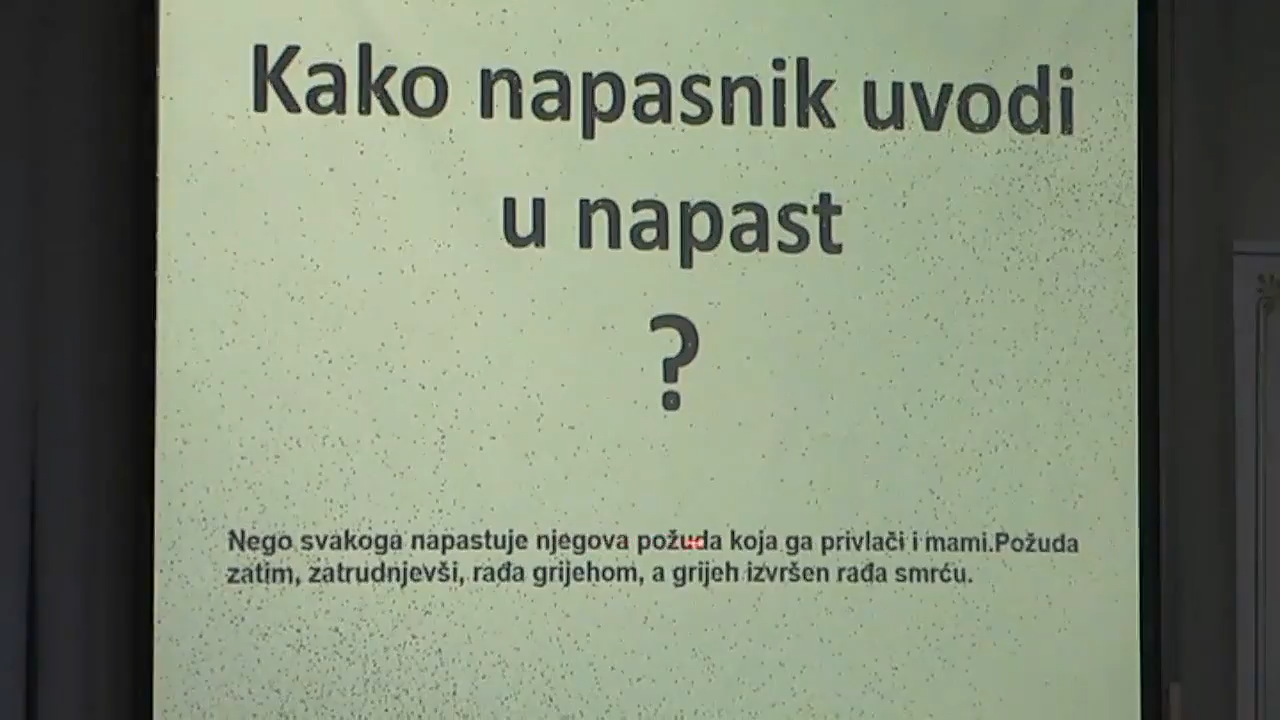 Kako napasnik uvodi
u napast
?
Nego svakoga napastuje njegova požuda koja ga privlači i mami.Požuda
zatim, zatrudnjevši, rađa grijehom, a grijeh izvršen rađa smrću.